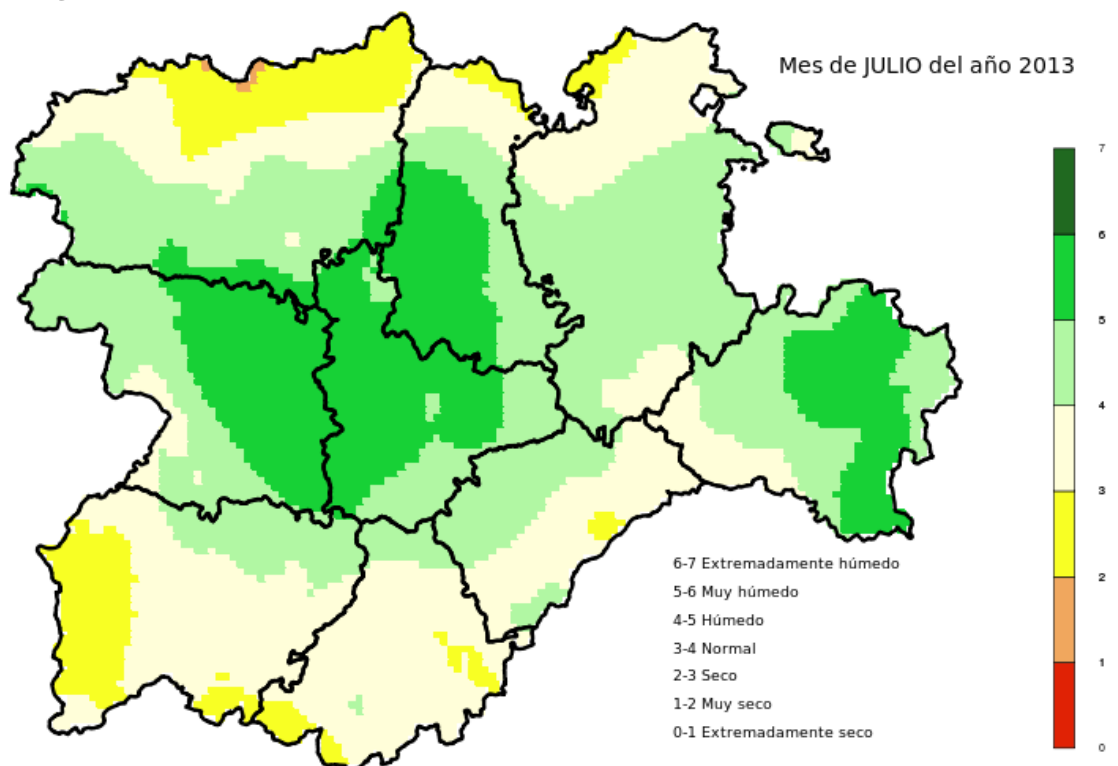 Mes de JULIO del año 2013
7
6
5
4
3
2
1
0
6-7 Extremadamente húmedo
5-6 Muy húmedo
4-5 Húmedo
3-4 Normal
2-3 Seco
1-2 Muy seco
0-1 Extremadamente seco